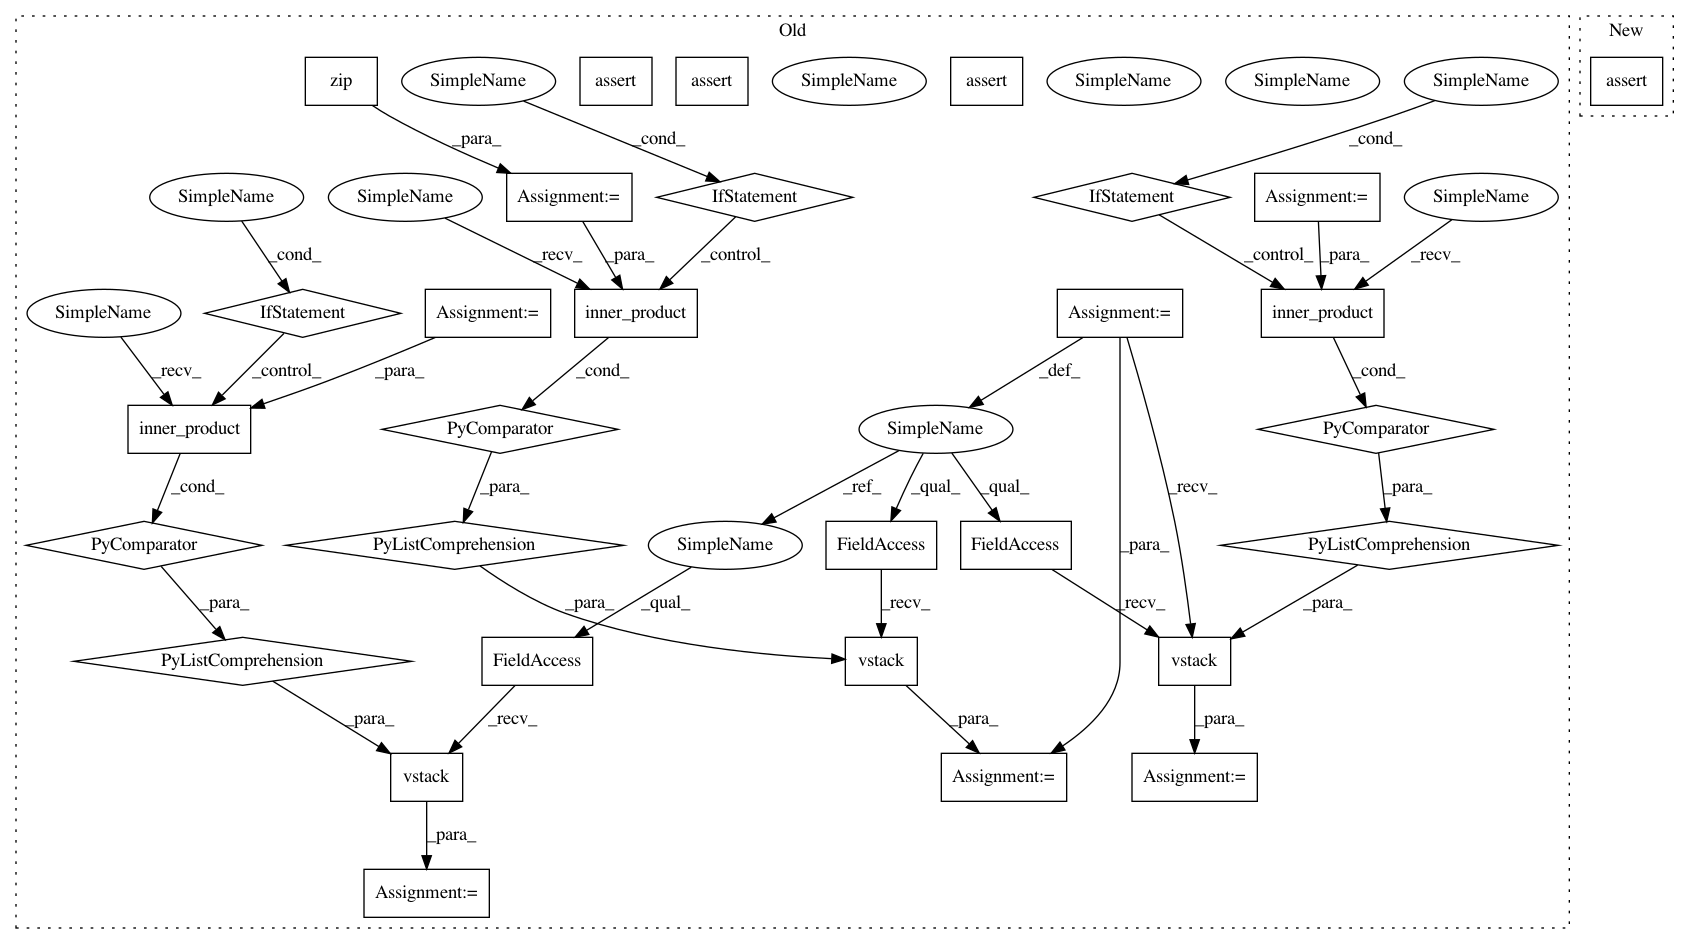 Old
New
zip
SimpleName
assert
assert
SimpleName
assert
SimpleName
SimpleName
SimpleName
assert
_para_
_cond_
_cond_
SimpleName
SimpleName
Assignment:=
IfStatement
IfStatement
Assignment:=
SimpleName
_cond_
_recv_
_para_
_control_
_control_
_para_
_recv_
SimpleName
IfStatement
Assignment:=
inner_product
Assignment:=
inner_product
_recv_
_control_
_para_
_cond_
_def_
_cond_
inner_product
PyComparator
SimpleName
PyComparator
_cond_
_para_
_ref_
_qual_
_qual_
_recv_
_para_
PyComparator
PyListComprehension
SimpleName
FieldAccess
FieldAccess
_para_
PyListComprehension
_para_
_para_
_qual_
_recv_
_recv_
_para_
PyListComprehension
FieldAccess
vstack
vstack
_para_
_recv_
_para_
_para_
vstack
Assignment:=
Assignment:=
_para_
Assignment:=